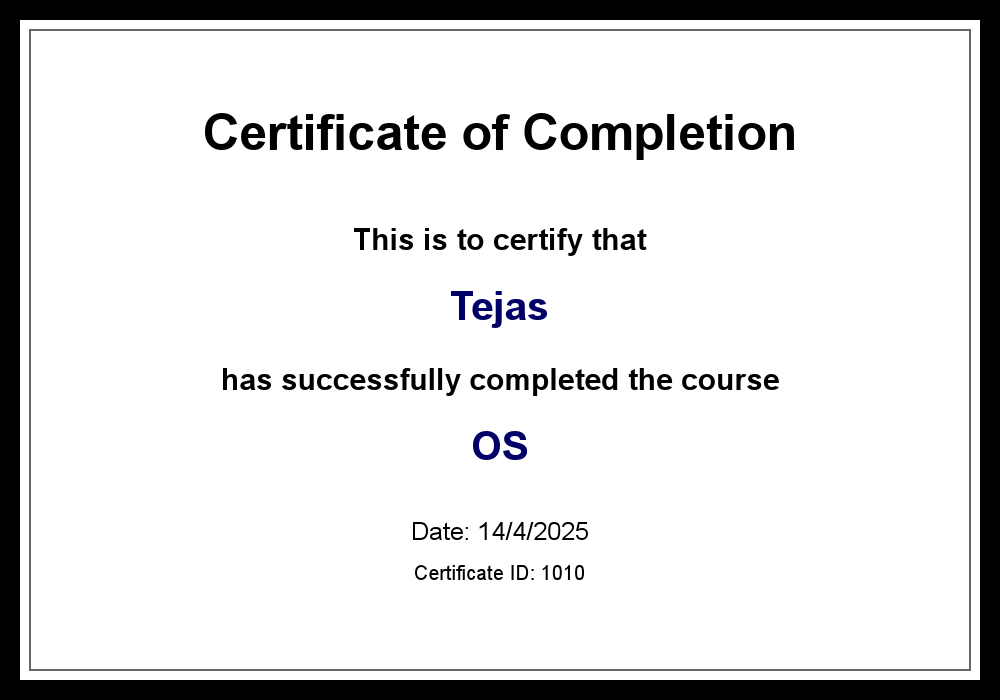 Certificate of Completion
This is to certify that
Tejas
has successfully completed the course
OS
Date: 14/4/2025
Certificate ID: 1010